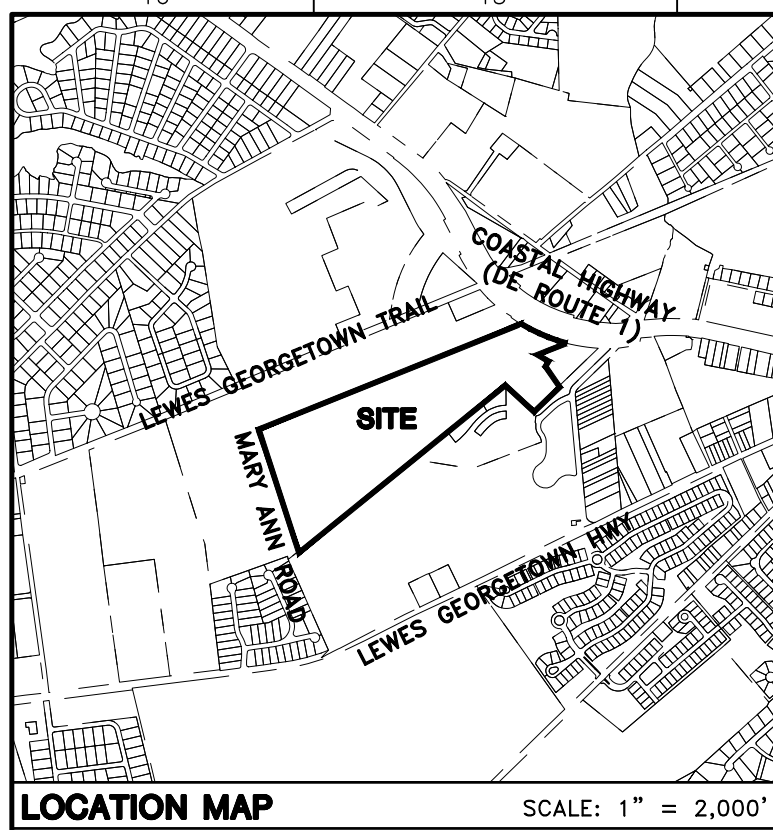 COASTAL HIGHWAY
(DE ROUTE 1)
LEWES GEORGETOWN TRAIL
SITE
MARY ANN ROAD
LEWES GEORGETOWN HWY
LOCATION MAP
SCALE: 1" = 2,000'